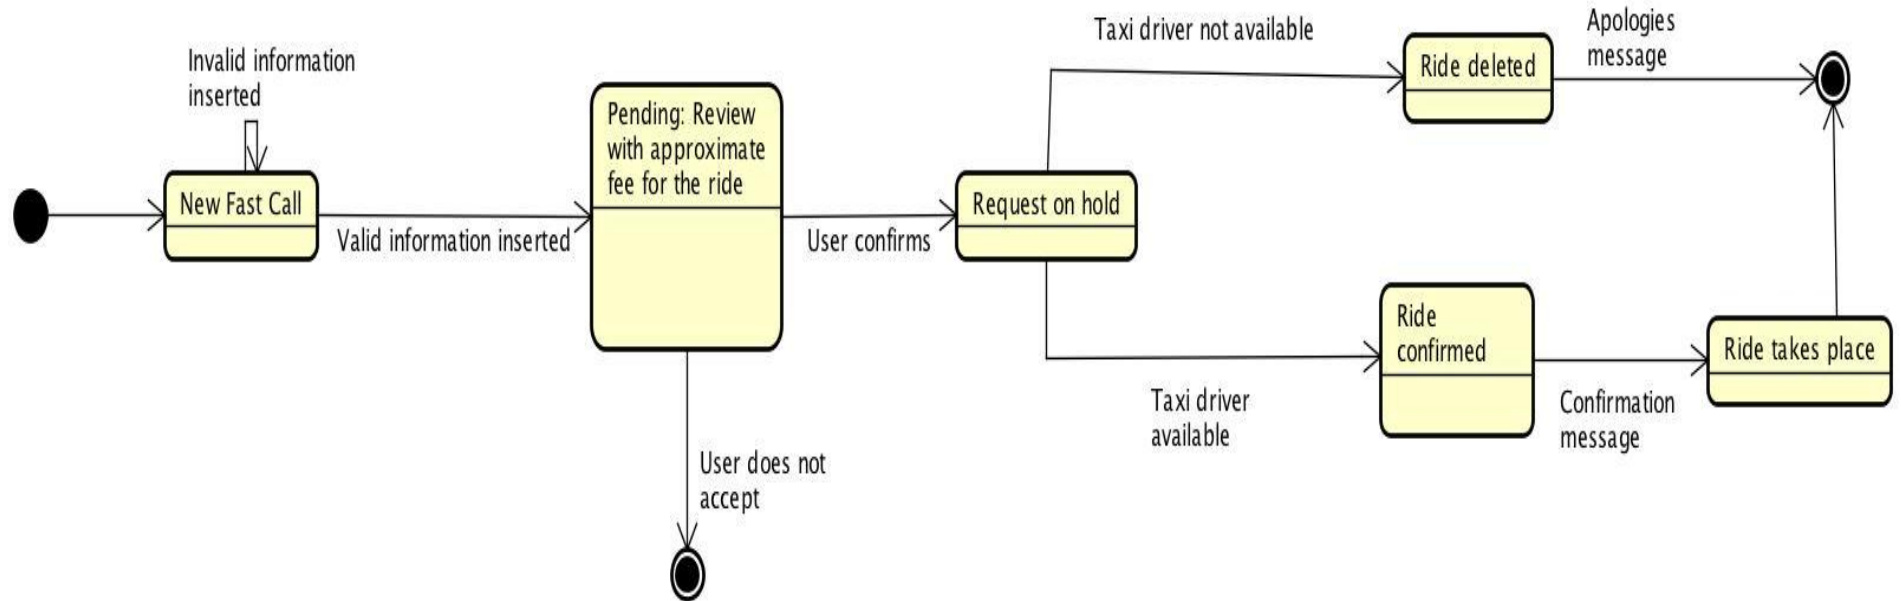 Invalid information
inserted
New Fast Call
Valid information inserted
Pending: Review
with approximate
fee for the ride
User confirms
User does not
accept
Request on hold
Taxi driver not available
Ride deleted
Apologies
message
Taxi driver
available
Ride
confirmed
Confirmation
message
Ride takes place